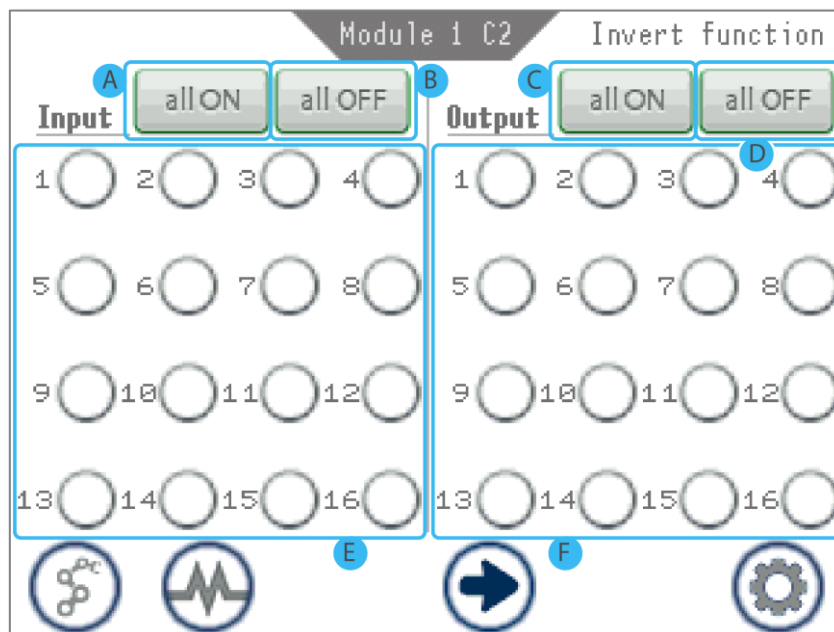 Module 1 C2 Invert function
A all ON all OFF B C all ON all OFF
Input Output D
1 2 3 4 1 2 3 4
5 6 7 8 5 6 7 8
9 10 11 12 9 10 11 12
13 14 15 16 13 14 15 16
E F
PC